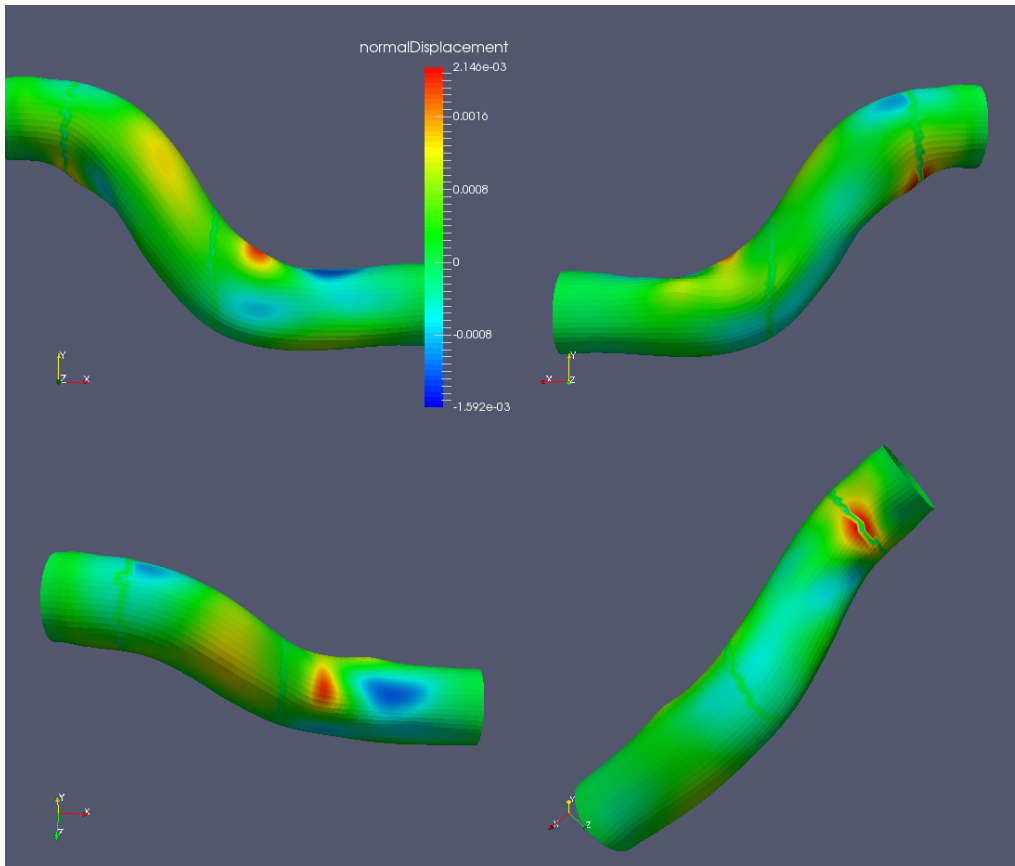 normalDisplacement
2.146e-03
0.0016
0.0008
0
-0.0008
-1.592e-03
Y
Z X
Y
X Z
Y
X
Z
Y
X Z